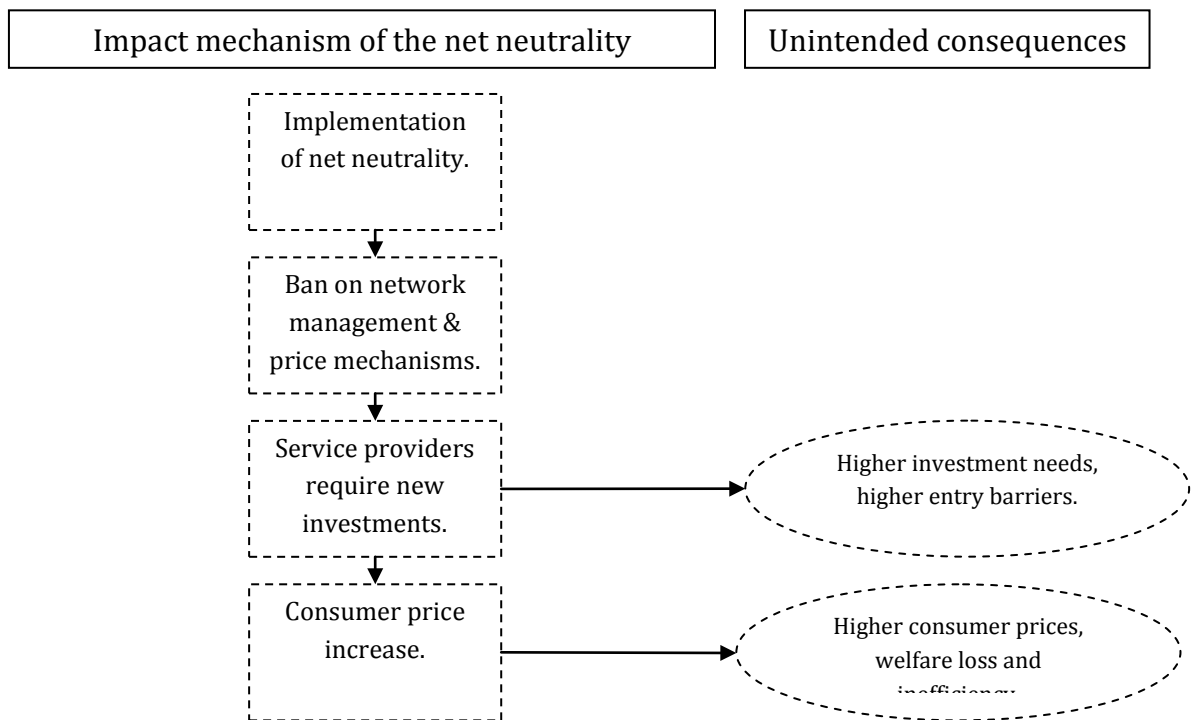 Impact mechanism of the net neutrality
Unintended consequences
Implementation
of net neutrality.
Ban on network
management &
price mechanisms.
Service providers
require new
investments.
Higher investment needs,
higher entry barriers.
Consumer price
increase.
Higher consumer prices,
welfare loss and